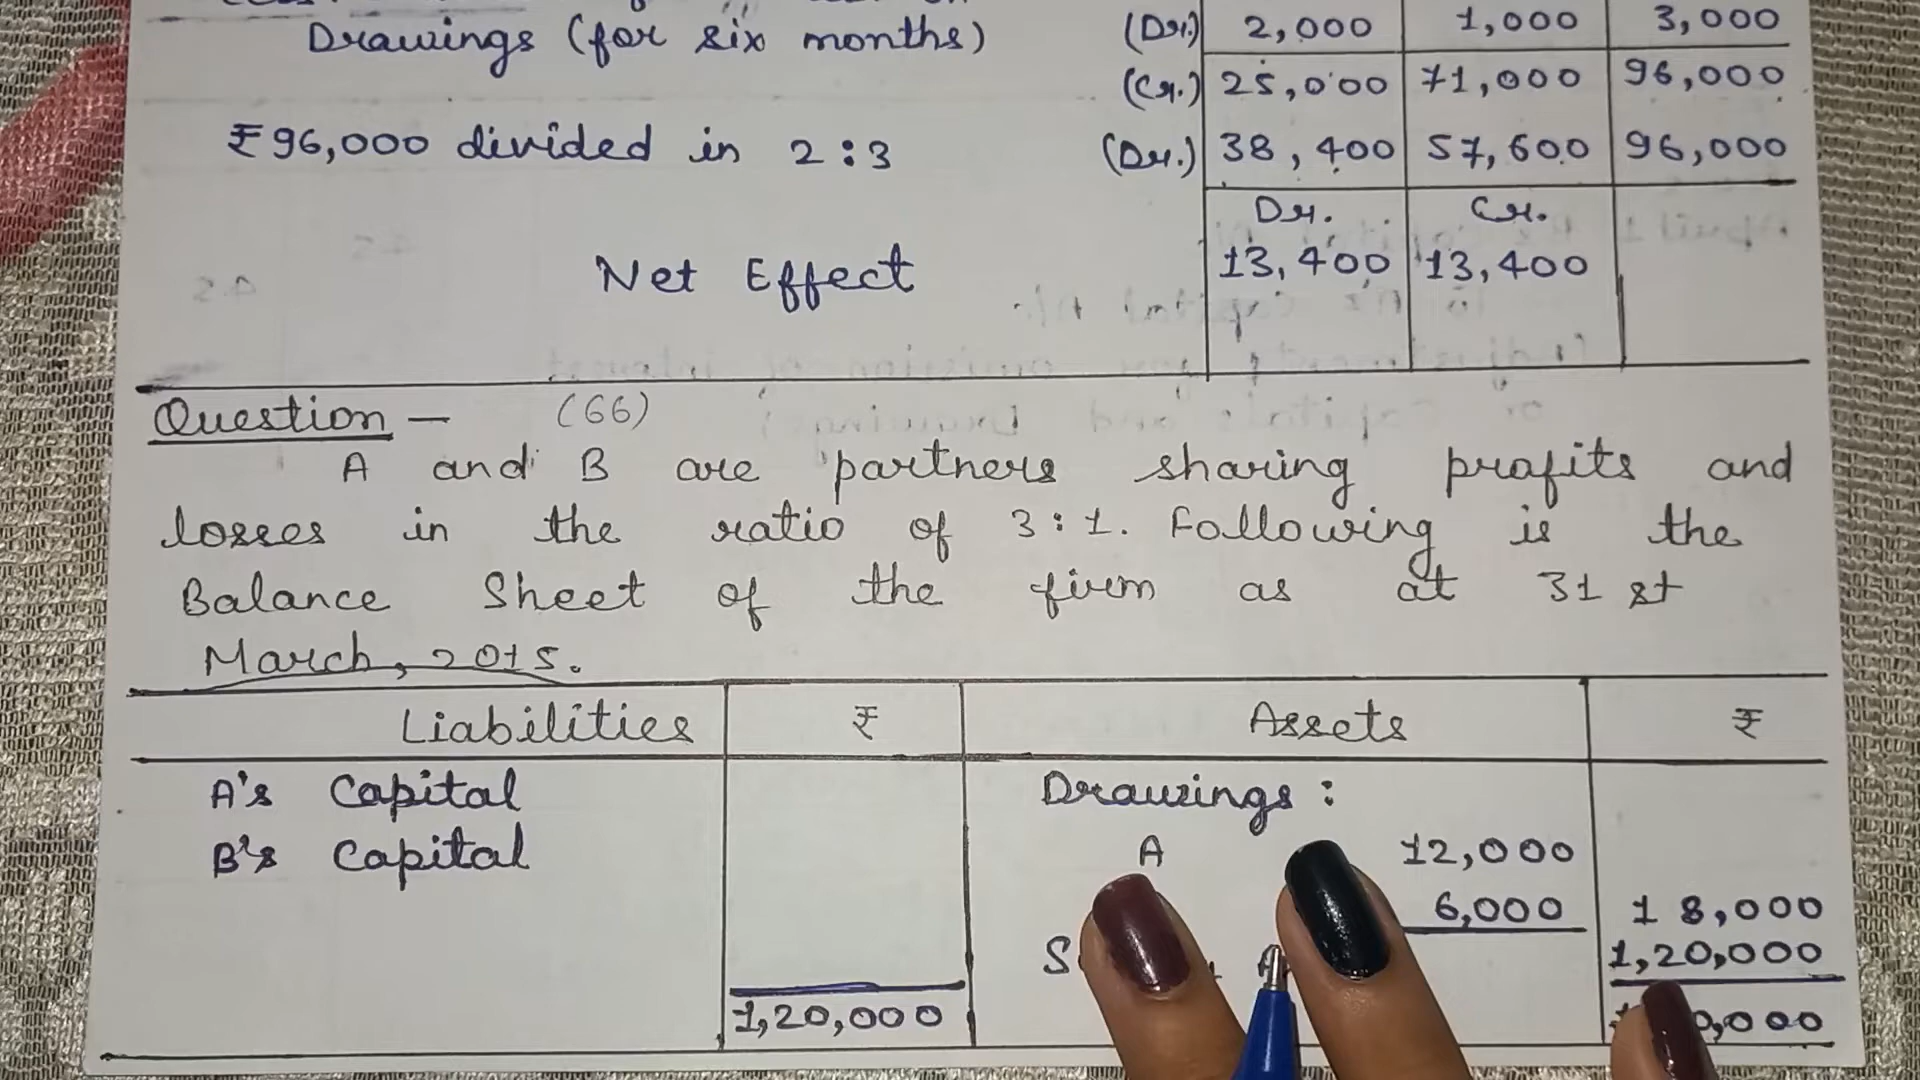 Drawings (for six months) (Dr.) 2,000 1,000 3,000
(Cr.) 25,000 71,000 96,000
₹96,000 divided in 2:3 (Dr.) 38,400 57,600 96,000
Dr. Cr.
Net Effect 13,400 13,400
Question — (66)
A and B are partners sharing profits and
losses in the ratio of 3:1. Following is the
Balance Sheet of the firm as at 31st
March, 2015.
Liabilities ₹ Assets ₹
A's Capital Drawings:
B's Capital A 12,000
6,000 18,000
1,20,000
1,20,000